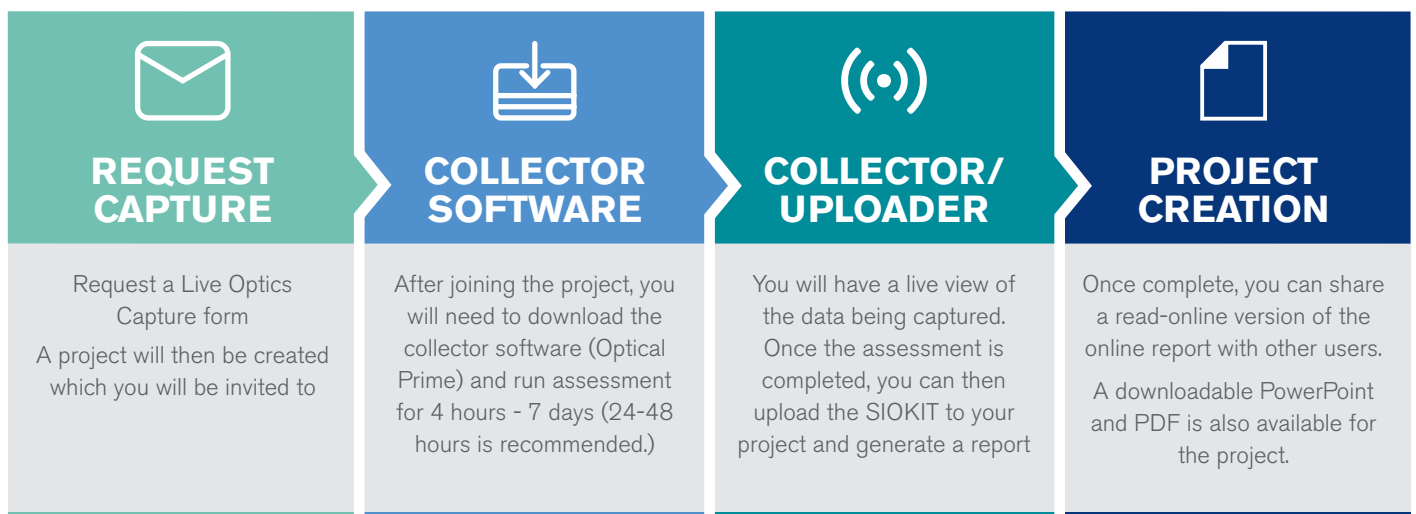 REQUEST
CAPTURE
Request a Live Optics
Capture form
A project will then be created
which you will be invited to
COLLECTOR
SOFTWARE
After joining the project, you
will need to download the
collector software (Optical
Prime) and run assessment
for 4 hours - 7 days (24-48
hours is recommended.)
COLLECTOR/
UPLOADER
You will have a live view of
the data being captured.
Once the assessment is
completed, you can then
upload the SIOKIT to your
project and generate a report
PROJECT
CREATION
Once complete, you can share
a read-online version of the
online report with other users.
A downloadable PowerPoint
and PDF is also available for
the project.